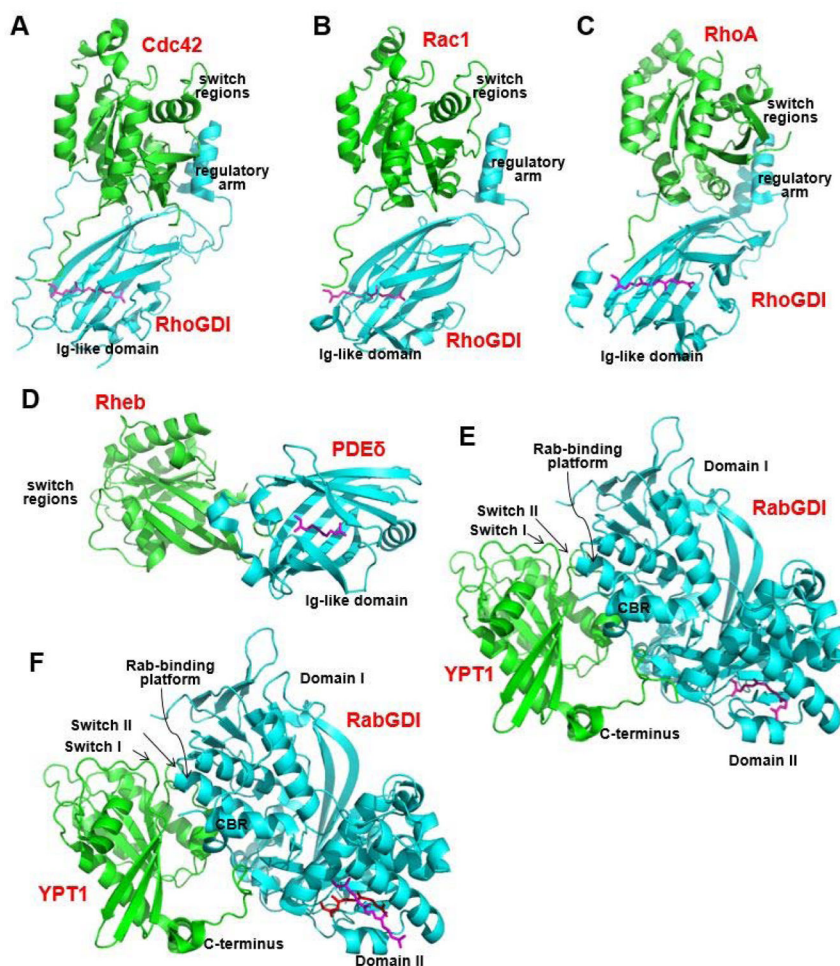 A
Cdc42
switch
regions
regulatory
arm
RhoGDI
Ig-like domain
B
Rac1
switch
regions
regulatory
arm
RhoGDI
Ig-like domain
C
RhoA
switch
regions
regulatory
arm
RhoGDI
Ig-like domain
D
Rheb
PDEδ
switch
regions
Ig-like domain
E
Rab-binding
platform
Domain I
RabGDI
Switch II
Switch I
CBR
YPT1
C-terminus
Domain II
F
Rab-binding
platform
Domain I
RabGDI
Switch II
Switch I
CBR
YPT1
C-terminus
Domain II